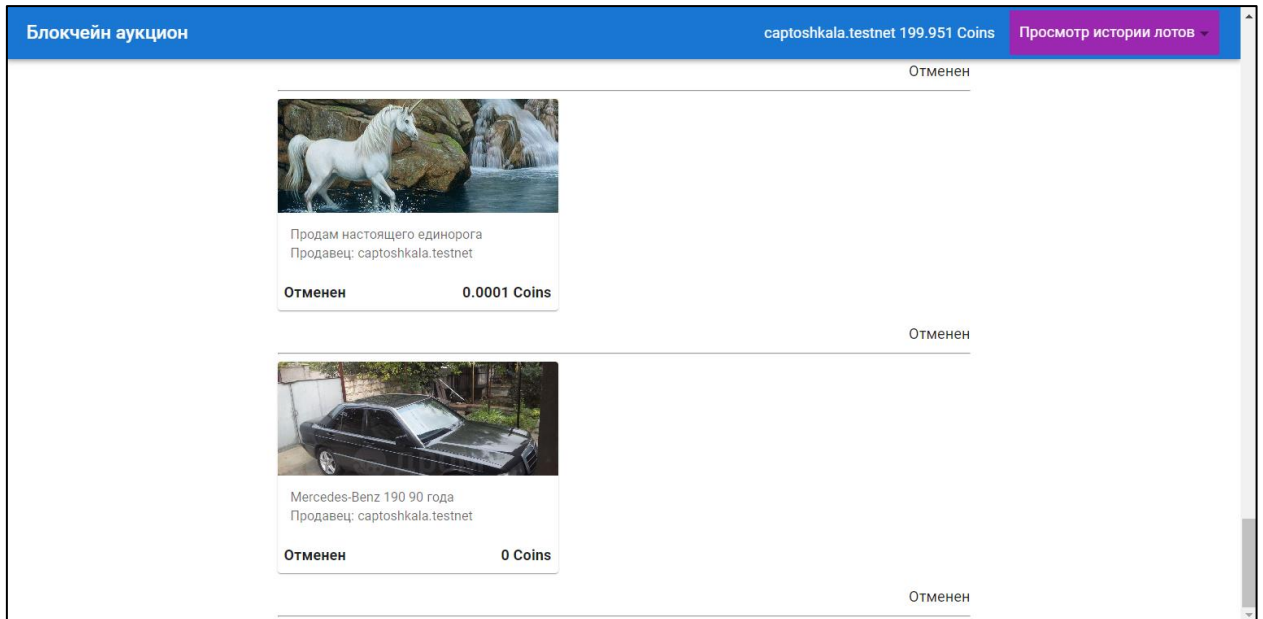 Блокчейн аукцион
captoshkala.testnet 199.951 Coins
Просмотр истории лотов
Отменен
Продам настоящего единорога
Продавец: captoshkala.testnet
Отменен 0.0001 Coins
Отменен
Mercedes-Benz 190 90 года
Продавец: captoshkala.testnet
Отменен 0 Coins
Отменен